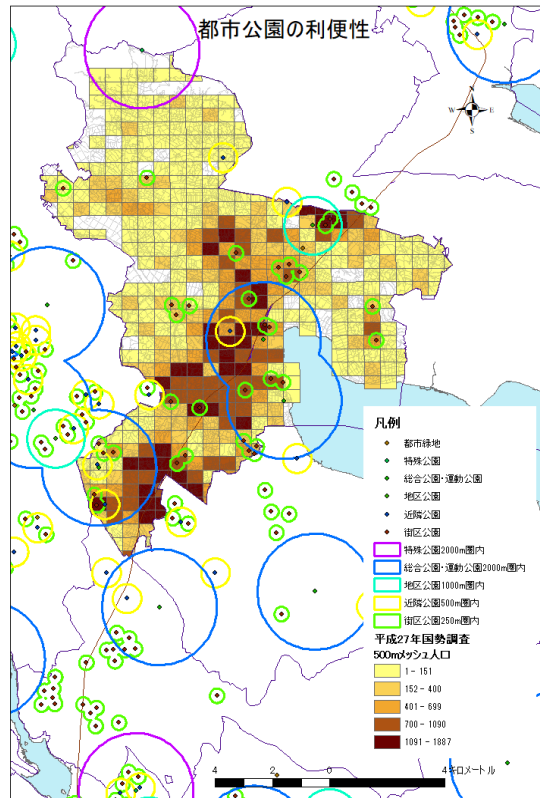 都市公園の利便性
N
W E
S
凡例
都市緑地
特殊公園
総合公園・運動公園
地区公園
近隣公園
街区公園
特殊公園2000m圏内
総合公園・運動公園2000m圏内
地区公園1000m圏内
近隣公園500m圏内
街区公園250m圏内
平成27年国勢調査
500mメッシュ人口
1 - 151
152 - 400
401 - 699
700 - 1090
1091 - 1887
4 0 4キロメートル